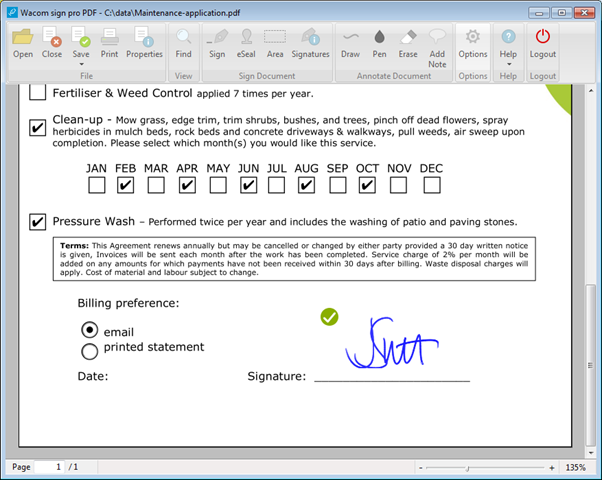 Wacom sign pro PDF - C:\data\Maintenance-application.pdf
Open Close Save Print Properties Find Sign eSeal Area Signatures Draw Pen Erase Add Note Options Help Logout
File View Sign Document Annotate Document Options Help Logout
Fertiliser & Weed Control applied 7 times per year.
Clean-up - Mow grass, edge trim, trim shrubs, bushes, and trees, pinch off dead flowers, spray
herbicides in mulch beds, rock beds and concrete driveways & walkways, pull weeds, air sweep upon
completion. Please select which month(s) you would like this service.
JAN FEB MAR APR MAY JUN JUL AUG SEP OCT NOV DEC
Pressure Wash – Performed twice per year and includes the washing of patio and paving stones.
Terms: This Agreement renews annually but may be cancelled or changed by either party provided a 30 day written notice
is given, Invoices will be sent each month after the work has been completed. Service charge of 2% per month will be
added on any amounts for which payments have not been received within 30 days after billing. Waste disposal charges will
apply. Cost of material and labour subject to change.
Billing preference:
email
printed statement
Date: Signature:
Page 1 /1 - + 135%